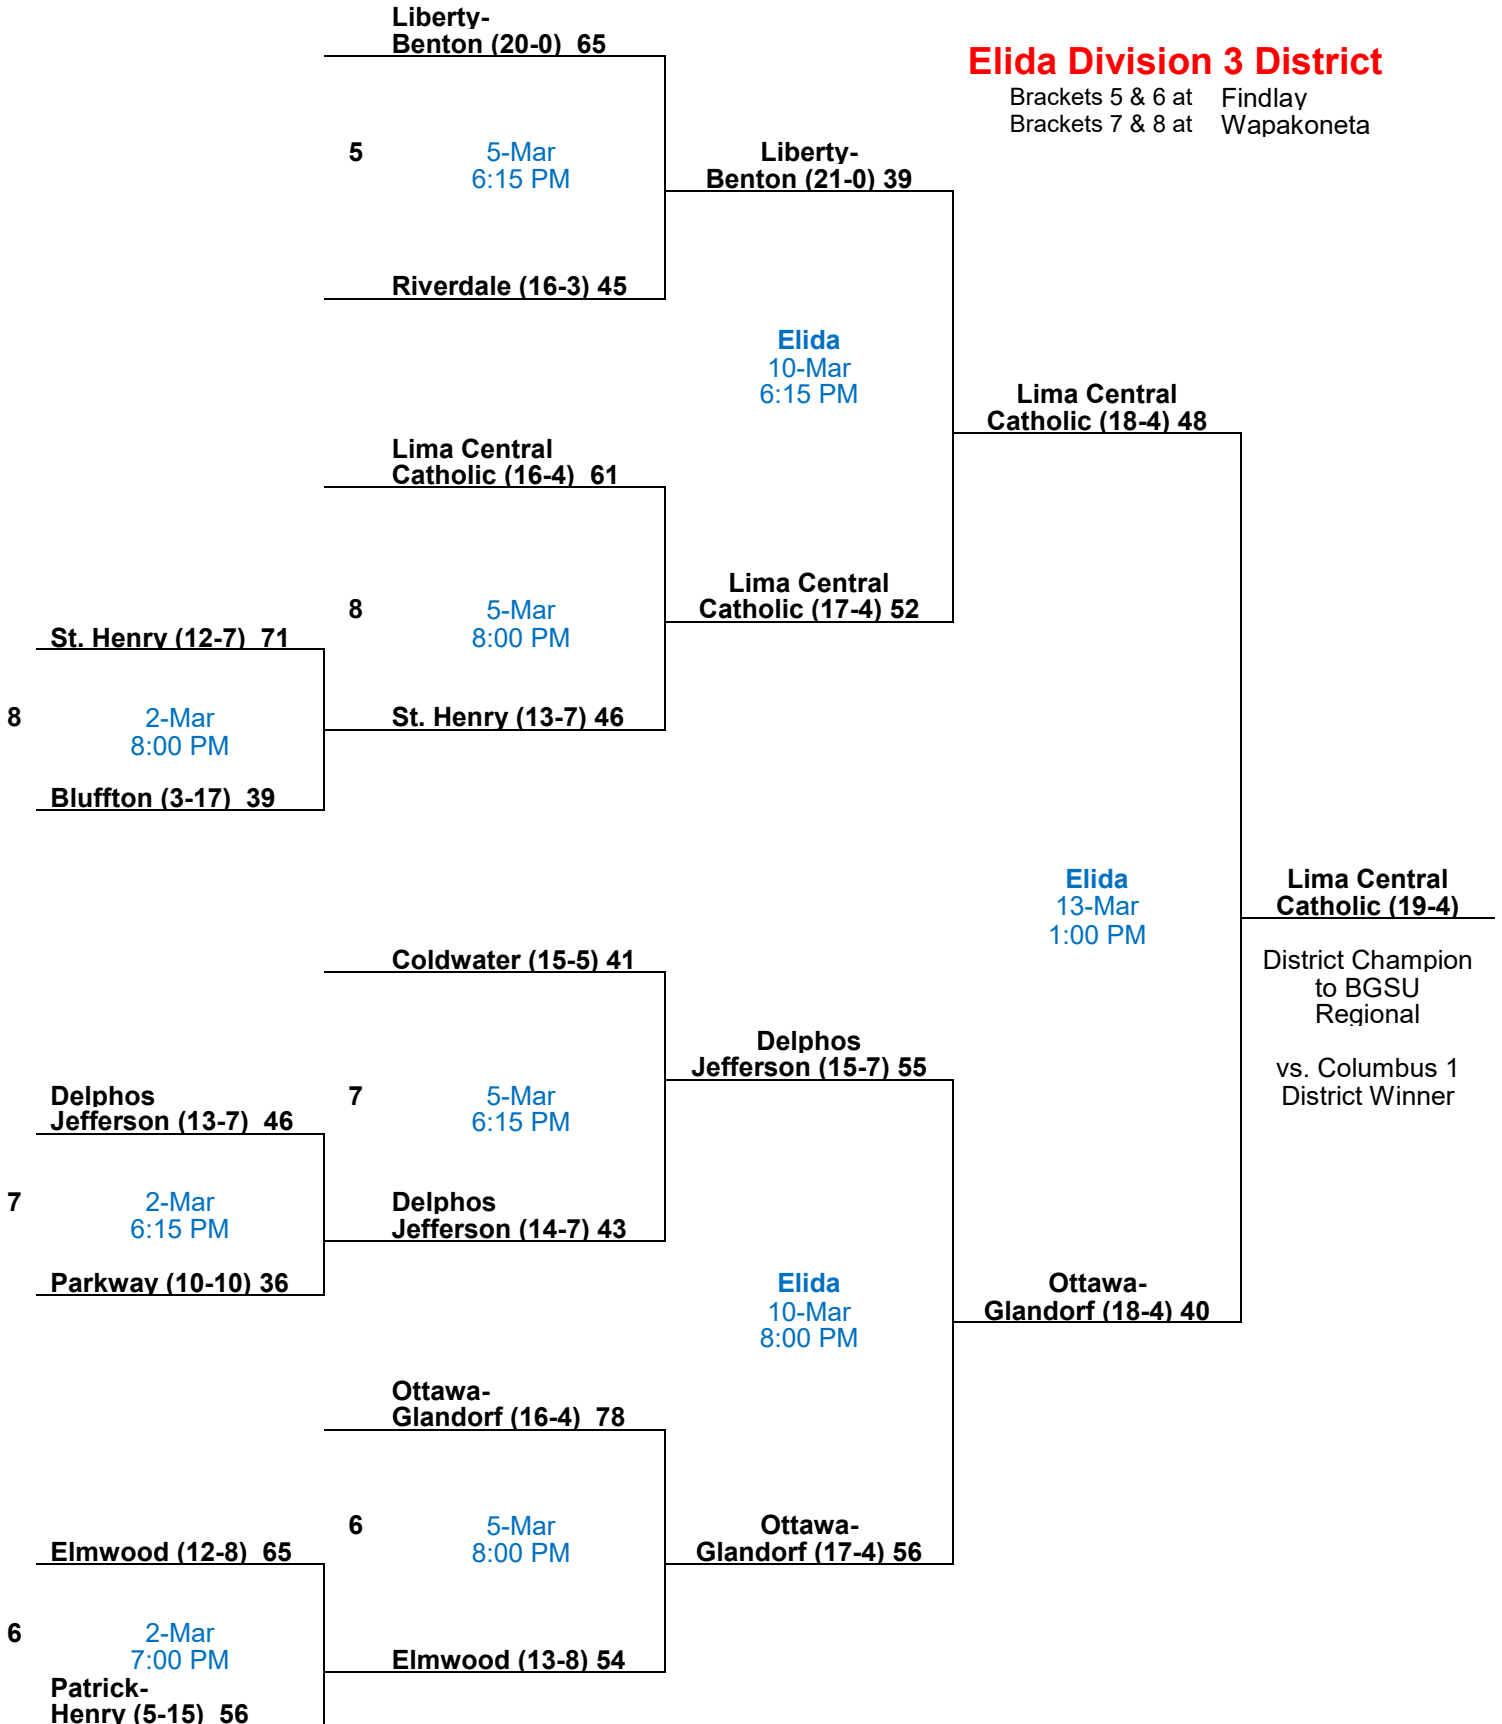 Liberty-
Benton (20-0)  65
Elida Division 3 District
Brackets 5 & 6 at Findlay
Brackets 7 & 8 at Wapakoneta
5
5-Mar
6:15 PM
Liberty-
Benton (21-0) 39
Riverdale (16-3) 45
Elida
10-Mar
6:15 PM
Lima Central
Catholic (18-4) 48
Lima Central
Catholic (16-4)  61
8
5-Mar
8:00 PM
Lima Central
Catholic (17-4) 52
St. Henry (12-7)  71
8
2-Mar
8:00 PM
St. Henry (13-7) 46
Bluffton (3-17)  39
Elida
13-Mar
1:00 PM
Lima Central
Catholic (19-4)
District Champion
to BGSU
Regional
vs. Columbus 1
District Winner
Coldwater (15-5) 41
Delphos
Jefferson (15-7) 55
Delphos
Jefferson (13-7)  46
7
5-Mar
6:15 PM
7
2-Mar
6:15 PM
Delphos
Jefferson (14-7) 43
Parkway (10-10) 36
Elida
10-Mar
8:00 PM
Ottawa-
Glandorf (18-4) 40
Ottawa-
Glandorf (16-4)  78
6
5-Mar
8:00 PM
Ottawa-
Glandorf (17-4) 56
Elmwood (12-8)  65
6
2-Mar
7:00 PM
Elmwood (13-8) 54
Patrick-
Henry (5-15)  56